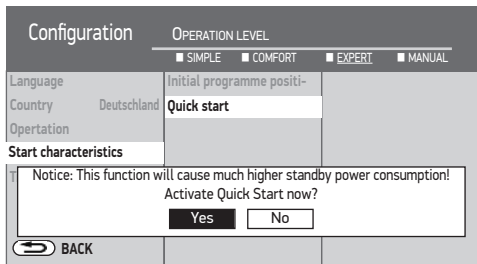 Configuration OPERATION LEVEL
SIMPLE COMFORT EXPERT MANUAL
Language Initial programme positi-
Country Deutschland Quick start
Opertation
Start characteristics
T
Notice: This function will cause much higher standby power consumption!
Activate Quick Start now?
Yes No
BACK